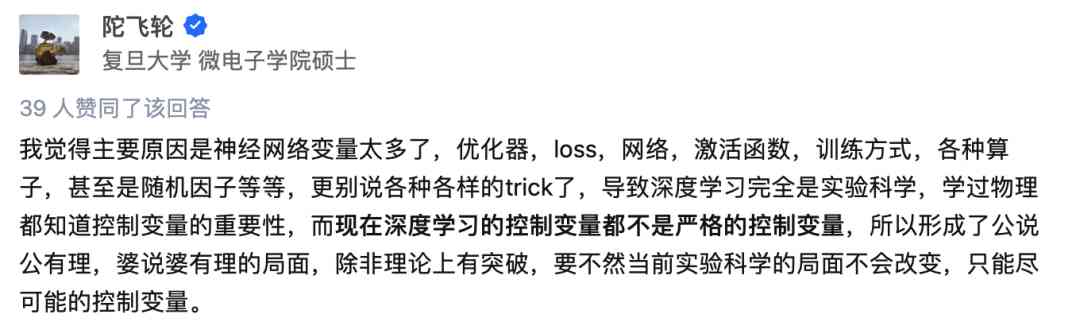 陀飞轮
复旦大学 微电子学院硕士
39 人赞同了该回答
我觉得主要原因是神经网络变量太多了，优化器，loss，网络，激活函数，训练方式，各种算
子，甚至是随机因子等等，更别说各种各样的trick了，导致深度学习完全是实验科学，学过物理
都知道控制变量的重要性，而现在深度学习的控制变量都不是严格的控制变量，所以形成了公说
公有理，婆说婆有理的局面，除非理论上有突破，要不然当前实验科学的局面不会改变，只能尽
可能的控制变量。